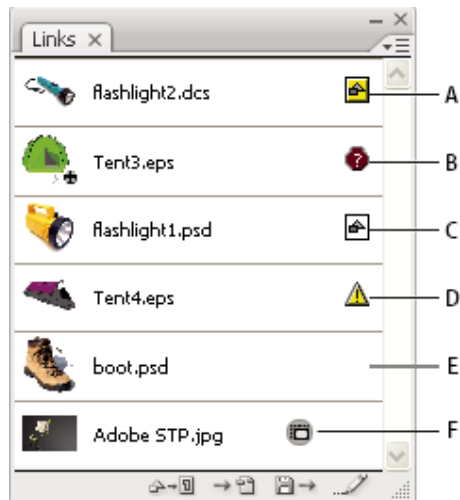 Links
flashlight2.dcs
A
Tent3.eps
B
flashlight1.psd
C
Tent4.eps
D
boot.psd
E
Adobe STP.jpg
F